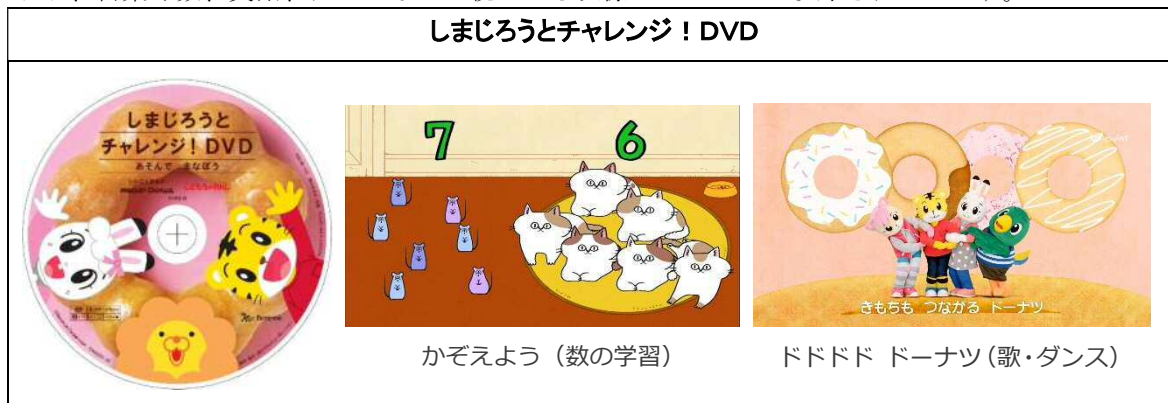 しまじろうとチャレンジ！DVD
しまじろうと
チャレンジ！DVD
あそんで まなぼう
7 6
きもちも つながる ドーナツ
かぞえよう（数の学習）
ドドドド ドーナツ（歌・ダンス）